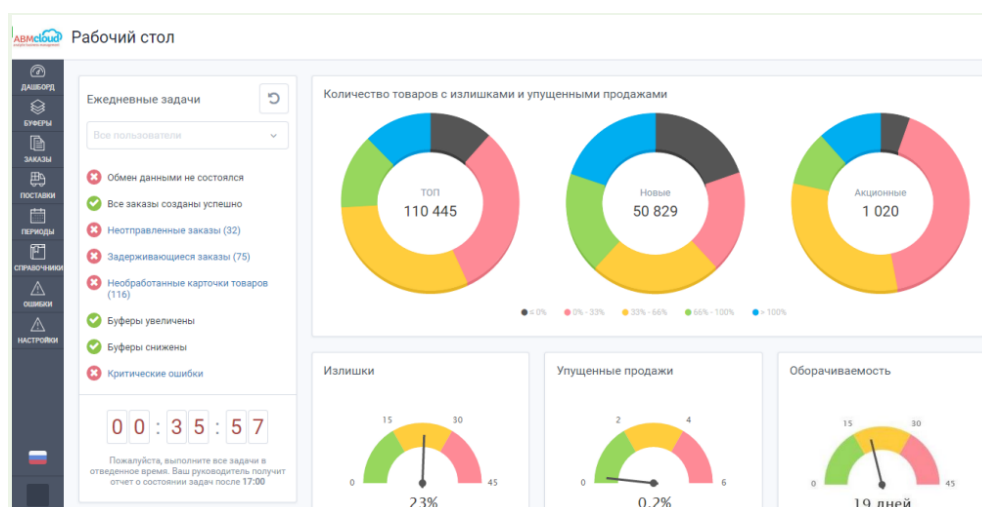 ABMcloud
Рабочий стол
ДАШБОРД
БУФЕРЫ
ЗАКАЗЫ
ПОСТАВКИ
ПЕРИОДЫ
СПРАВОЧНИКИ
ОШИБКИ
НАСТРОЙКИ
Ежедневные задачи
Все пользователи
Обмен данными не состоялся
Все заказы созданы успешно
Неотправленные заказы (32)
Задерживающиеся заказы (75)
Необработанные карточки товаров
(116)
Буферы увеличены
Буферы снижены
Критические ошибки
00:35:57
Пожалуйста, выполните все задачи в
отведенное время. Ваш руководитель получит
отчет о состоянии задач после 17:00
Количество товаров с излишками и упущенными продажами
ТОП
110 445
Новые
50 829
Акционные
1 020
≤ 0% 0% - 33% 33% - 66% 66% - 100% > 100%
Излишки
15 30
0 45
23%
Упущенные продажи
2 4
0 6
0.2%
Оборачиваемость
15 30
0 45
19 дней